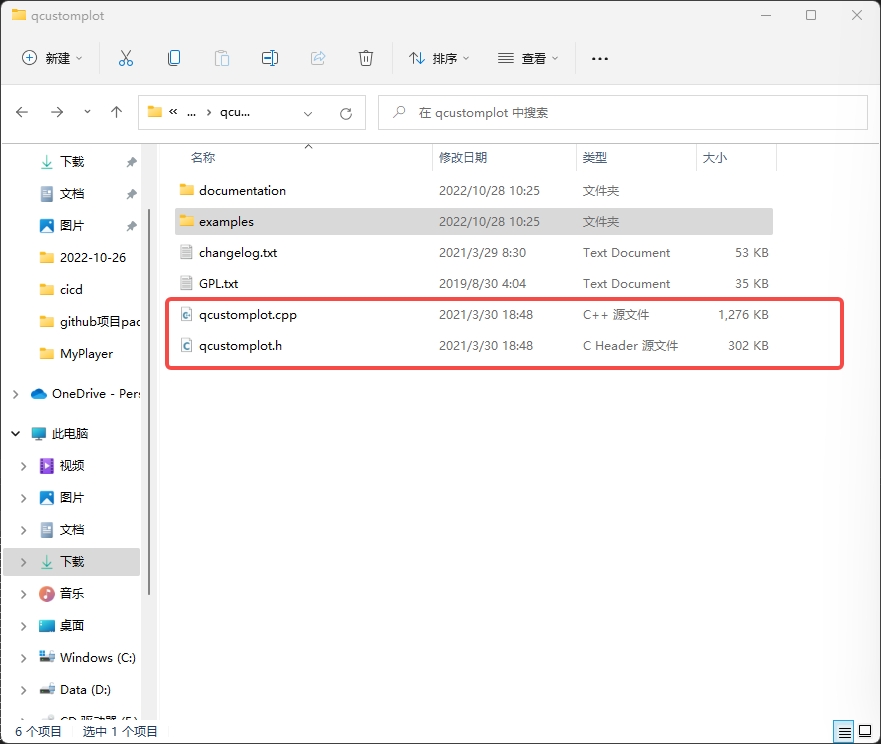 qcustomplot
新建
排序
查看
« ... › qcu...
在 qcustomplot 中搜索
名称 修改日期 类型 大小
documentation 2022/10/28 10:25 文件夹
examples 2022/10/28 10:25 文件夹
changelog.txt 2021/3/29 8:30 Text Document 53 KB
GPL.txt 2019/8/30 4:04 Text Document 35 KB
qcustomplot.cpp 2021/3/30 18:48 C++ 源文件 1,276 KB
qcustomplot.h 2021/3/30 18:48 C Header 源文件 302 KB
下载
文档
图片
2022-10-26
cicd
github项目pac
MyPlayer
OneDrive - Pers
此电脑
视频
图片
文档
下载
音乐
桌面
Windows (C:)
Data (D:)
6 个项目 选中 1 个项目